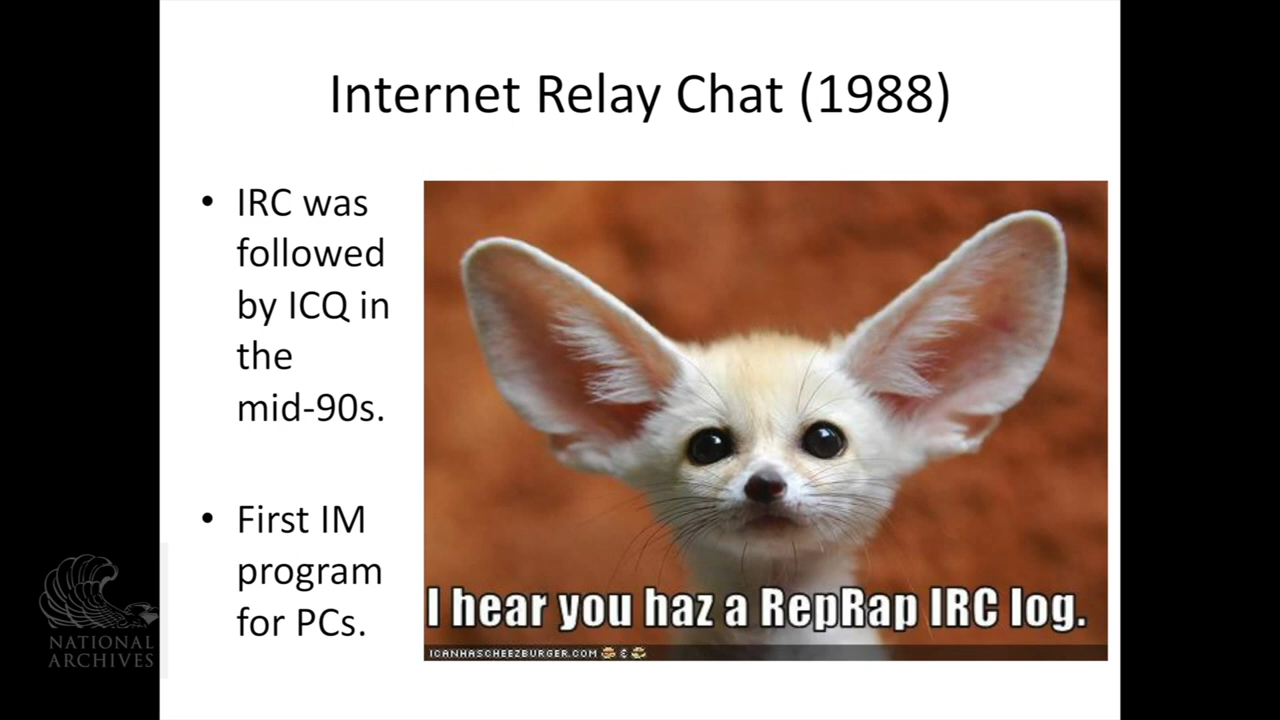 Internet Relay Chat (1988)
• IRC was
followed
by ICQ in
the
mid-90s.
• First IM
program
for PCs.
I hear you haz a RepRap IRC log.
ICANHASCHEEZBURGER.COM
NATIONAL
ARCHIVES